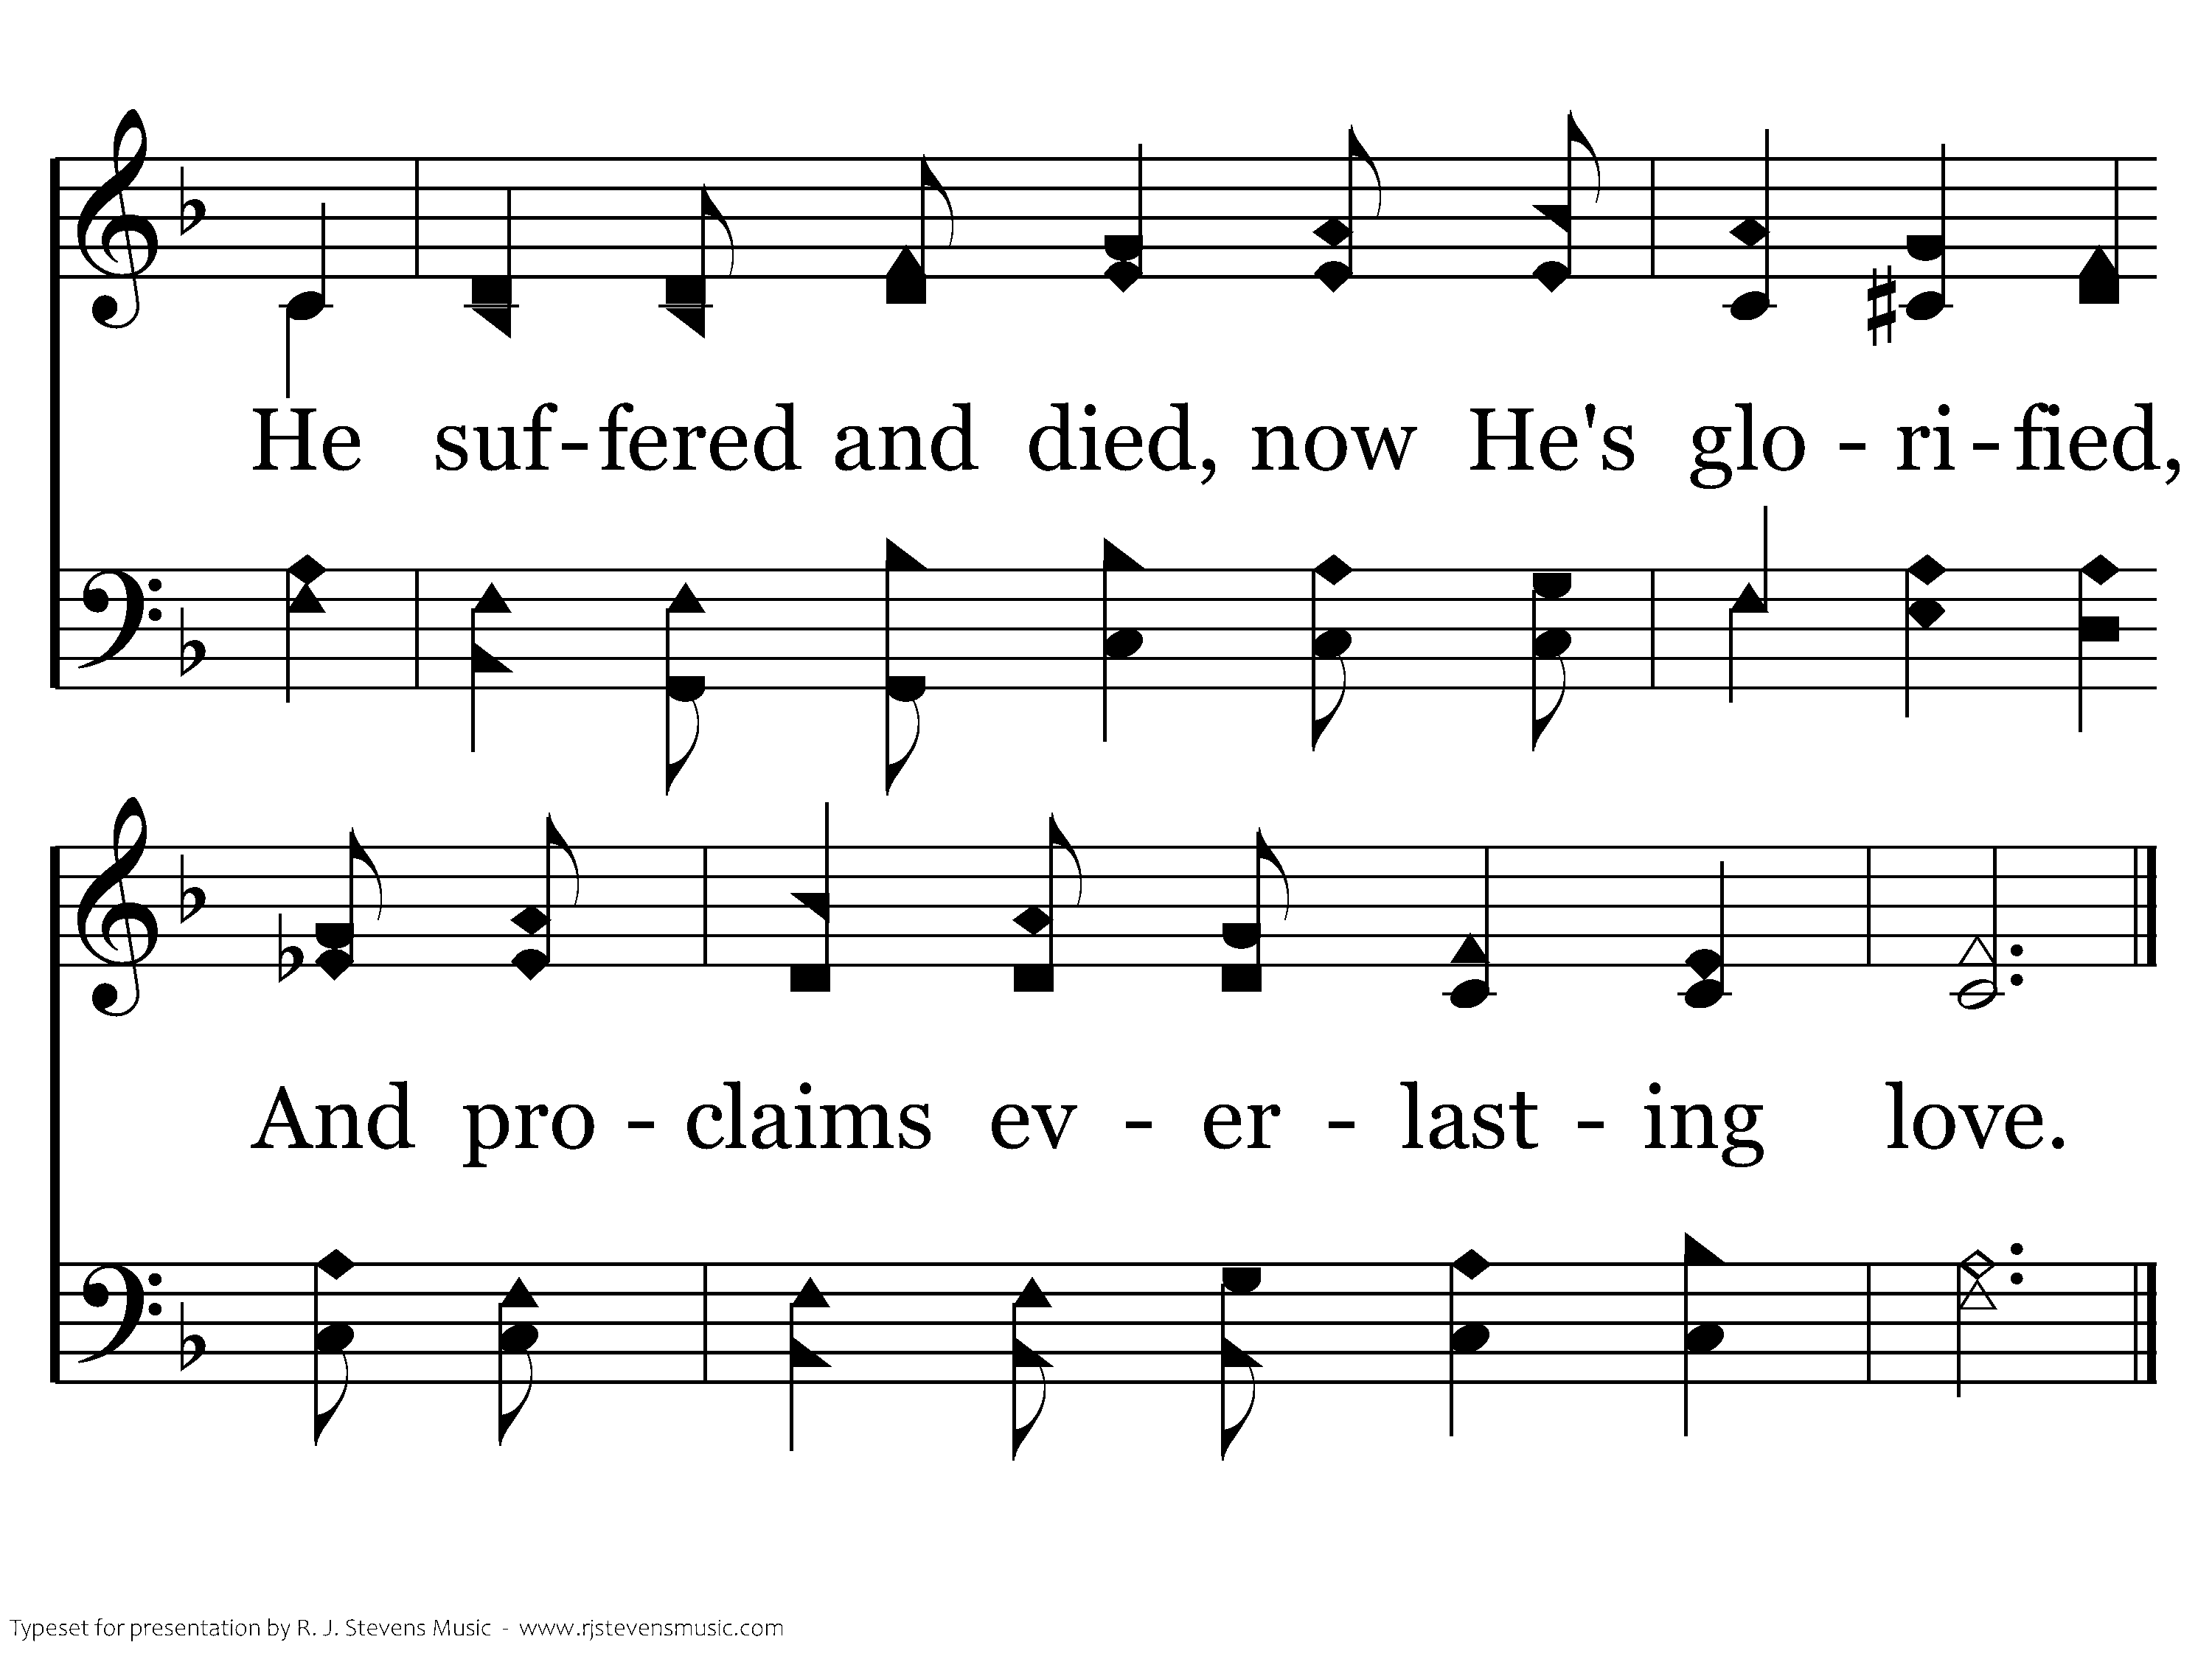 He suf-fered and died, now He's glo - ri - fied,
And pro - claims ev - er - last - ing love.
Typeset for presentation by R. J. Stevens Music - www.rjstevensmusic.com